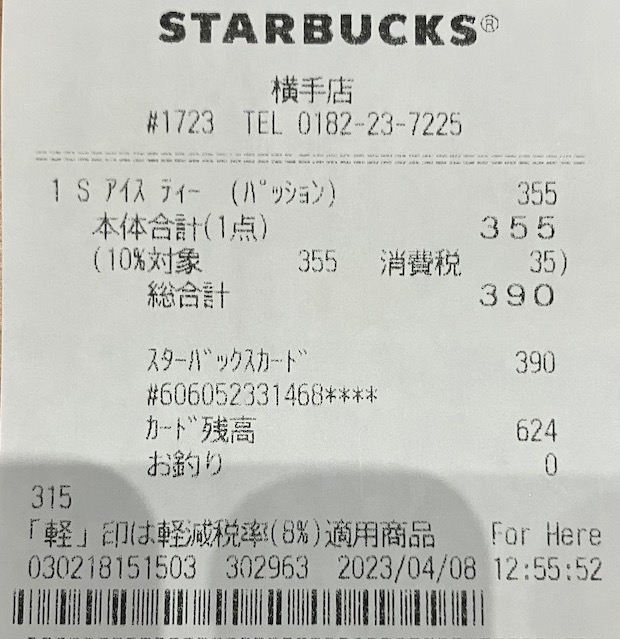 STARBUCKS®
横手店
#1723 TEL 0182-23-7225
1 S アイス ティー (パッション) 355
本体合計(1点) 355
(10%対象 355 消費税 35)
総合計 390
スターバックスカード 390
#606052331468****
カード残高 624
お釣り 0
315
「軽」印は軽減税率(8%)適用商品 For Here
030218151503 302963 2023/04/08 12:55:52